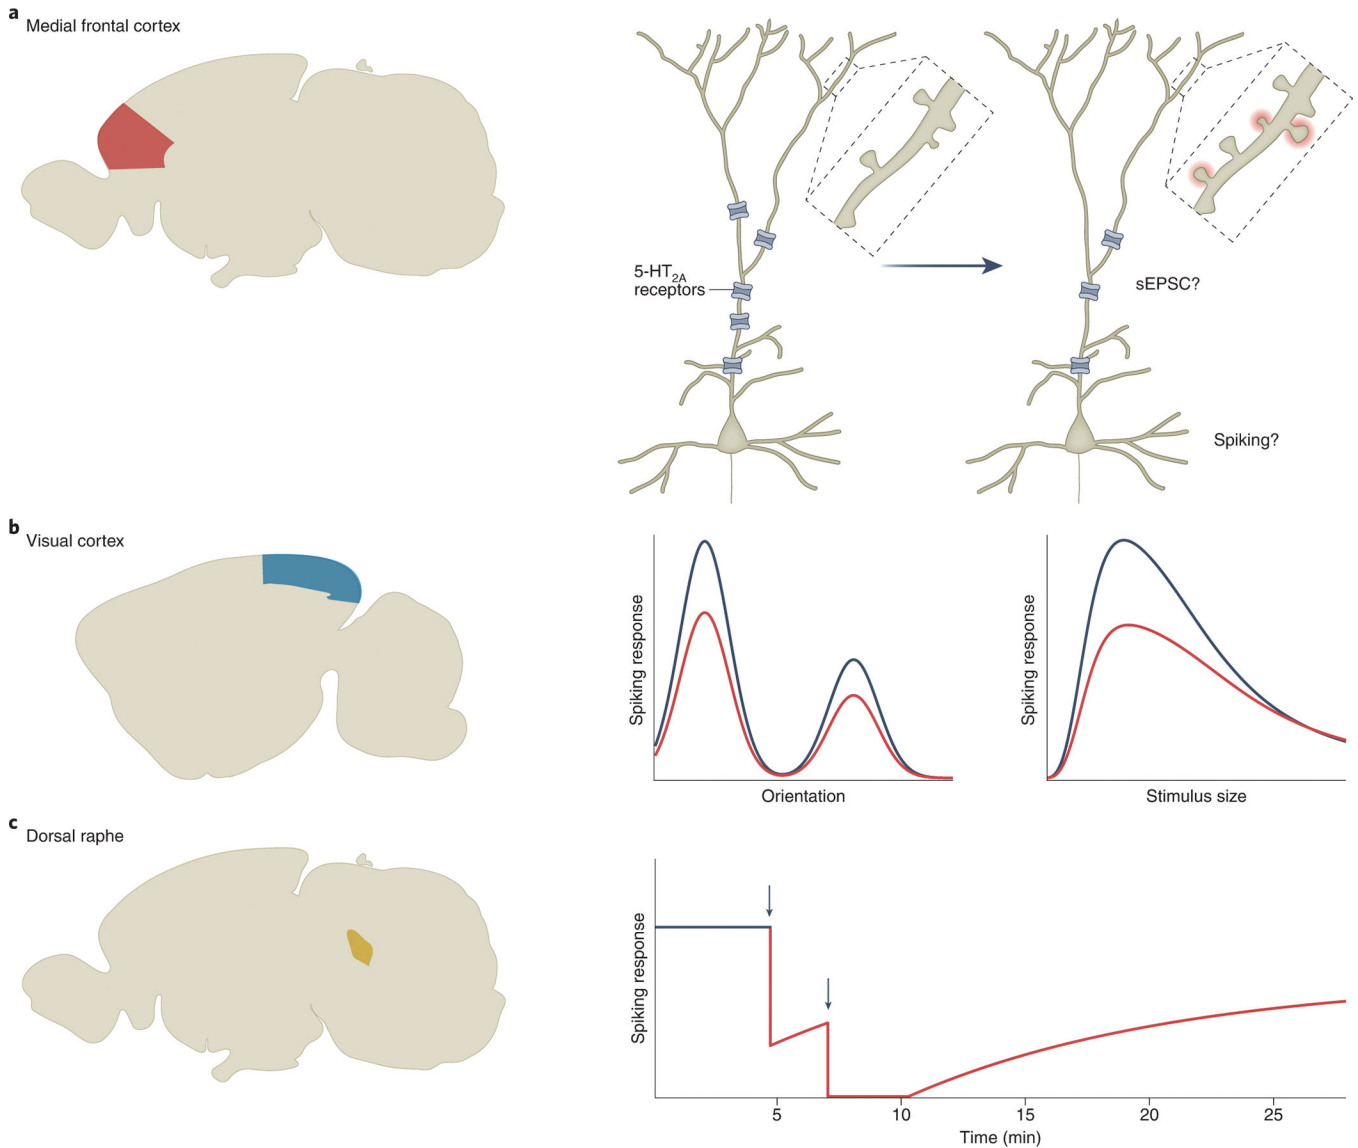 a
Medial frontal cortex
5-HT₂A
receptors
sEPSC?
Spiking?
b
Visual cortex
Spiking response
Orientation
Spiking response
Stimulus size
c
Dorsal raphe
Spiking response
5 10 15 20 25
Time (min)